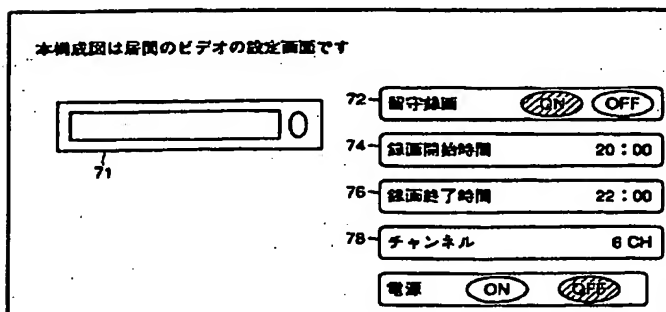 本構成図は居間のビデオの設定画面です
72 留守録画 ON OFF
74 録画開始時間 20:00
71
76 録画終了時間 22:00
78 チャンネル 6 CH
電源 ON OFF